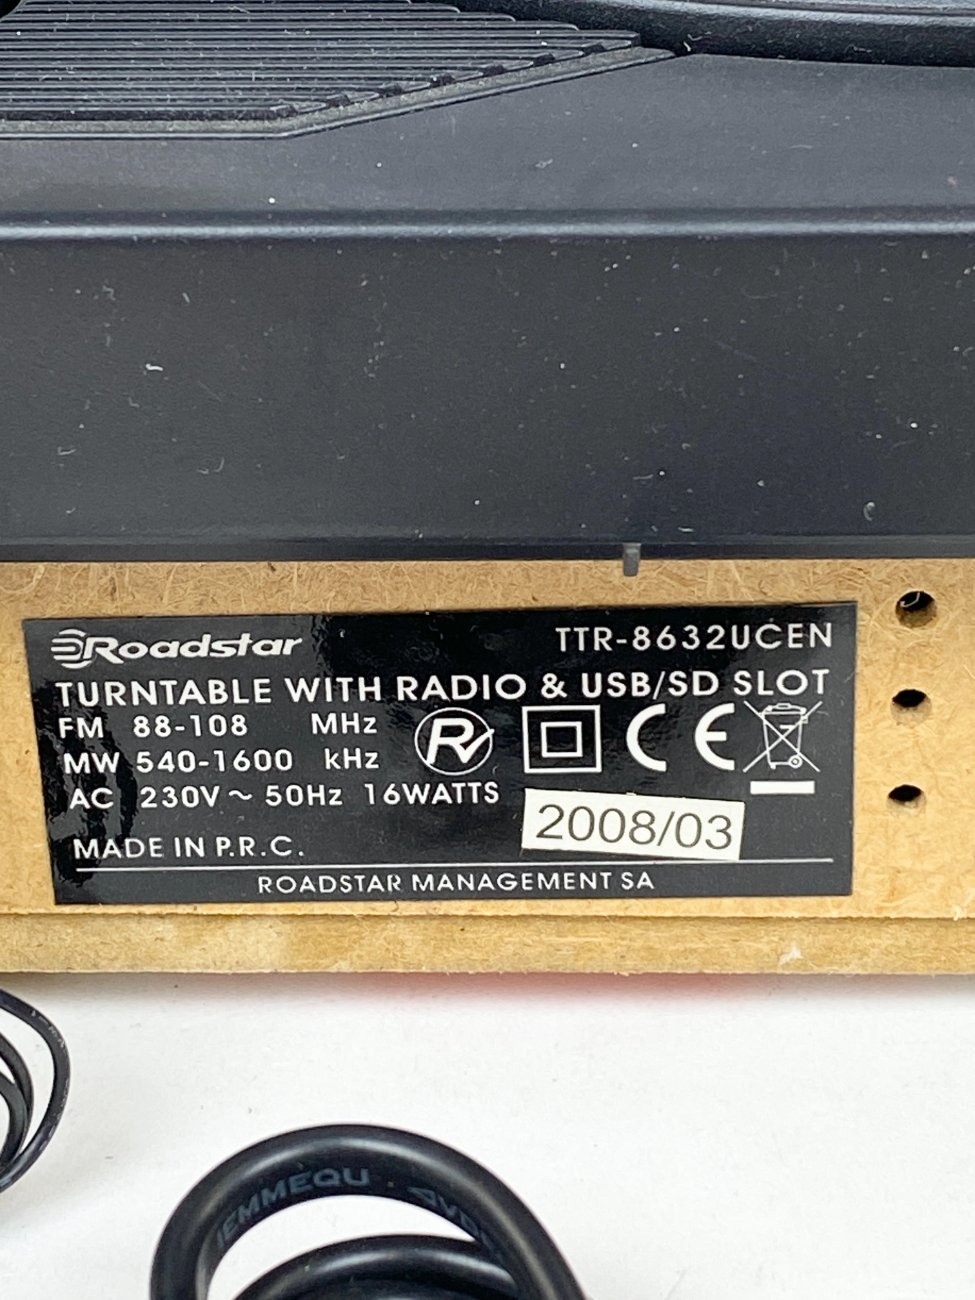 Roadstar TTR-8632UCEN
TURNTABLE WITH RADIO & USB/SD SLOT
FM 88-108 MHz
MW 540-1600 kHz
AC 230V ~ 50Hz 16WATTS
R CE
2008/03
MADE IN P.R.C.
ROADSTAR MANAGEMENT SA